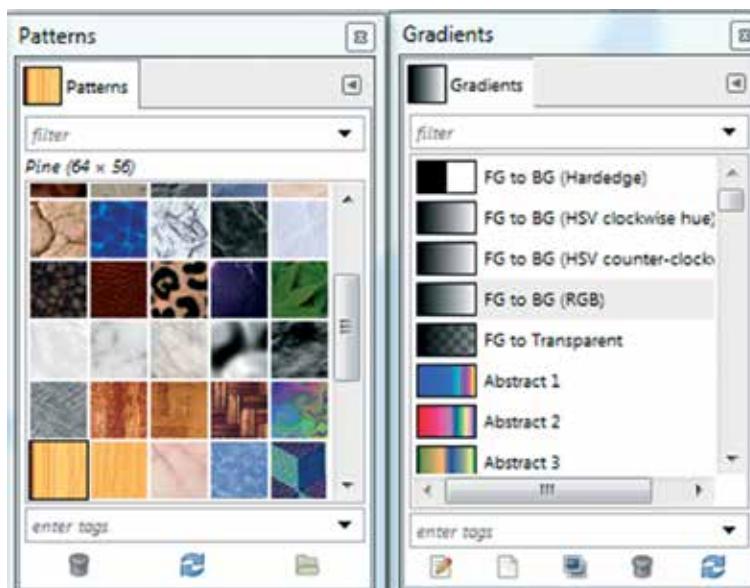 Patterns
Patterns
filter
Pine (64 × 56)
enter tags
Gradients
Gradients
filter
FG to BG (Hardedge)
FG to BG (HSV clockwise hue)
FG to BG (HSV counter-clockw
FG to BG (RGB)
FG to Transparent
Abstract 1
Abstract 2
Abstract 3
enter tags